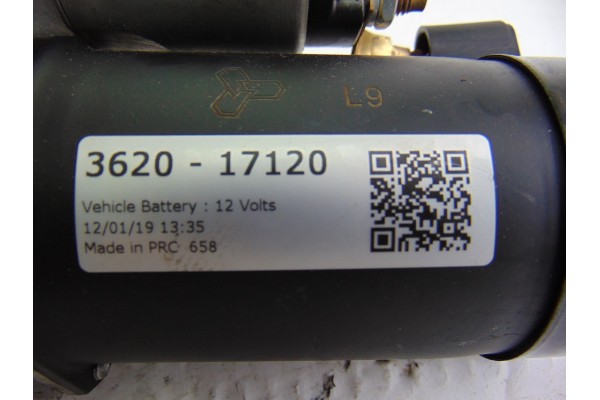 L9
3620 - 17120
Vehicle Battery : 12 Volts
12/01/19 13:35
Made in PRC 658